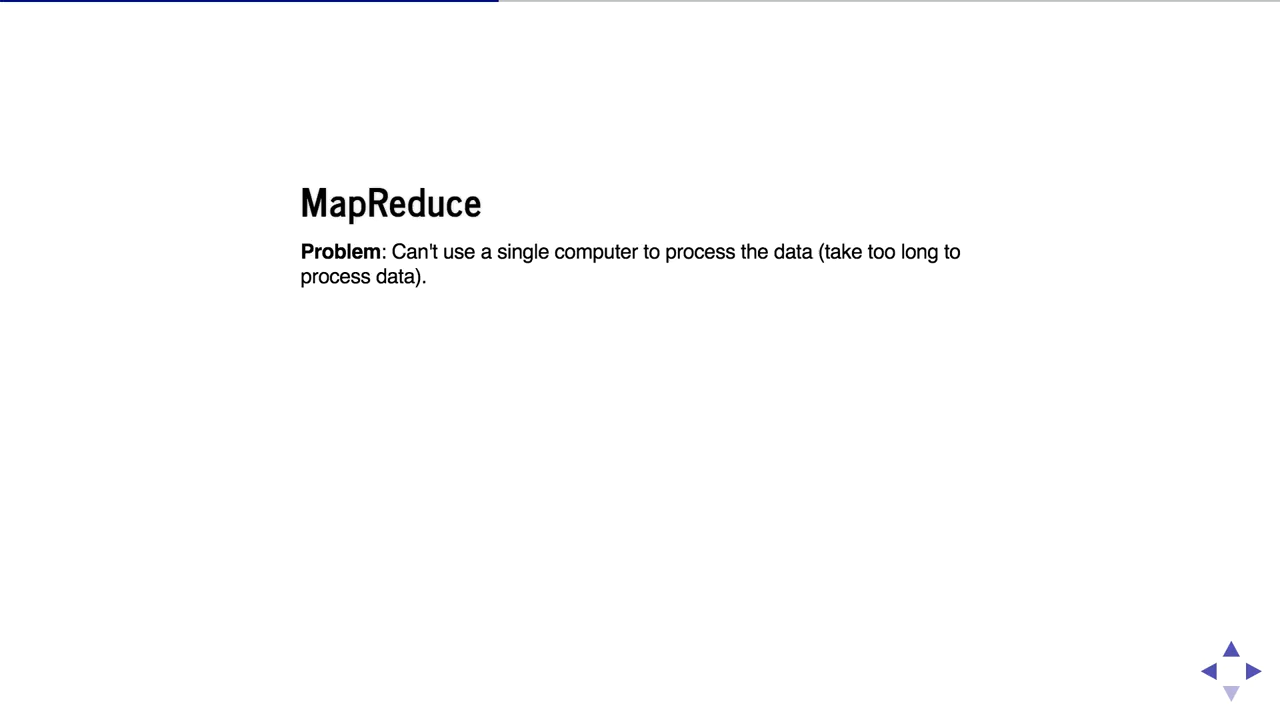 MapReduce
Problem: Can't use a single computer to process the data (take too long to
process data).